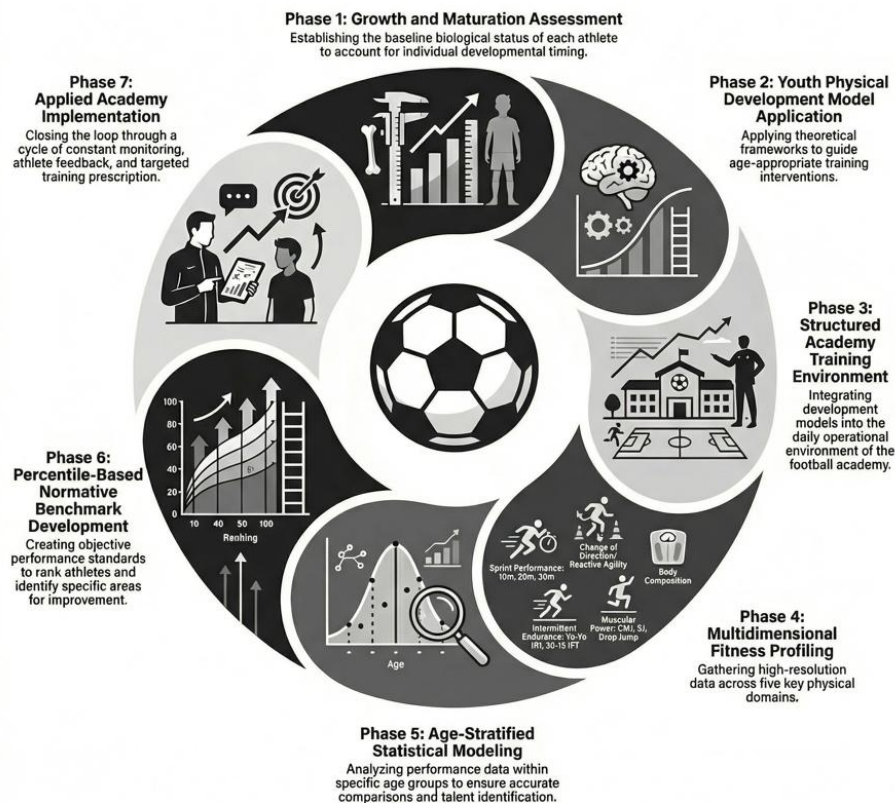 Phase 1: Growth and Maturation Assessment
Establishing the baseline biological status of each athlete
to account for individual developmental timing.
Phase 2: Youth Physical
Development Model
Application
Applying theoretical
frameworks to guide
age-appropriate training
interventions.
Phase 3:
Structured
Academy
Training
Environment
Integrating
development
models into the
daily operational
environment of the
football academy.
Sprint Performance:
10m, 20m, 30m
Change of
Direction/
Reactive Agility
Body
Composition
Intermittent
Endurance: Yo-Yo
IR1, 30-15 IFT
Muscular
Power: CMJ, SJ,
Drop Jump
Phase 4:
Multidimensional
Fitness Profiling
Gathering high-resolution
data across five key physical
domains.
Age
Phase 5: Age-Stratified
Statistical Modeling
Analyzing performance data within
specific age groups to ensure accurate
comparisons and talent identification.
Phase 6:
Percentile-Based
Normative
Benchmark
Development
Creating objective
performance standards
to rank athletes and
identify specific areas
for improvement.
100
80
60
40
20
0
10 40 50 100
Phase 7:
Applied Academy
Implementation
Closing the loop through a
cycle of constant monitoring,
athlete feedback, and targeted
training prescription.